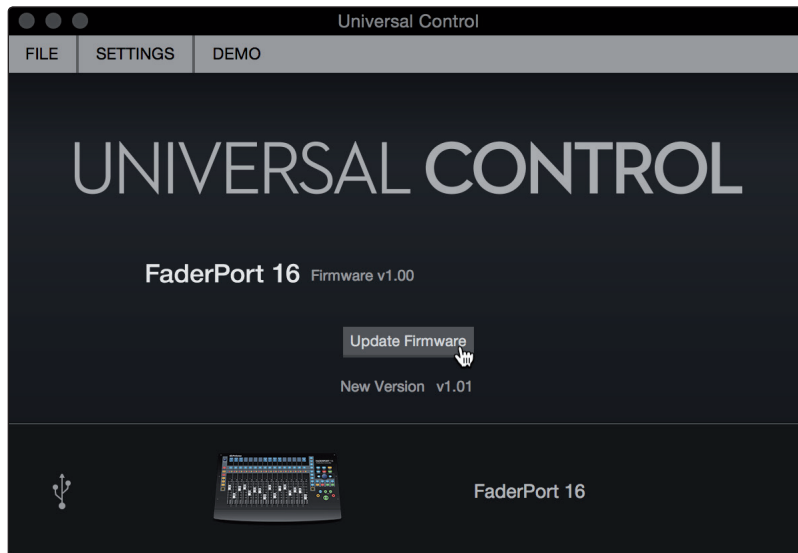 Universal Control
FILE SETTINGS DEMO
UNIVERSAL CONTROL
FaderPort 16 Firmware v1.00
Update Firmware
New Version v1.01
FaderPort 16